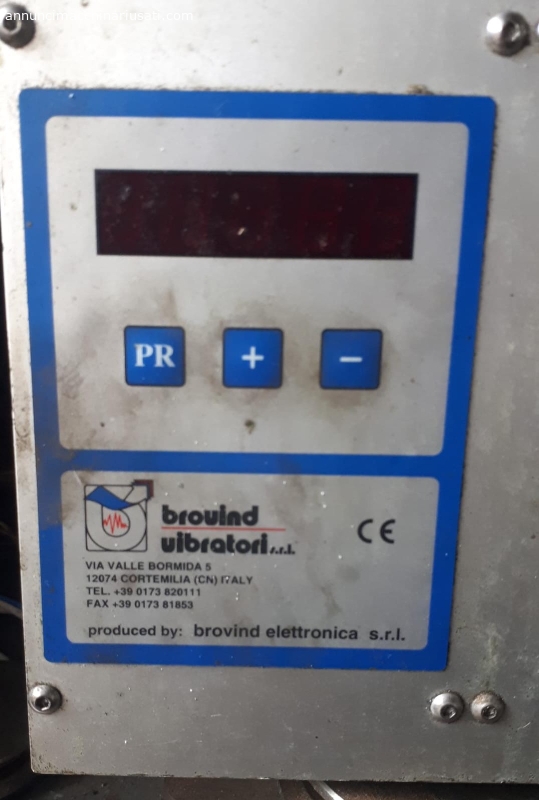 PR + −
brovind
vibratori s.r.l.
CE
VIA VALLE BORMIDA 5
12074 CORTEMILIA (CN) ITALY
TEL. +39 0173 820111
FAX +39 0173 81853
produced by: brovind elettronica s.r.l.